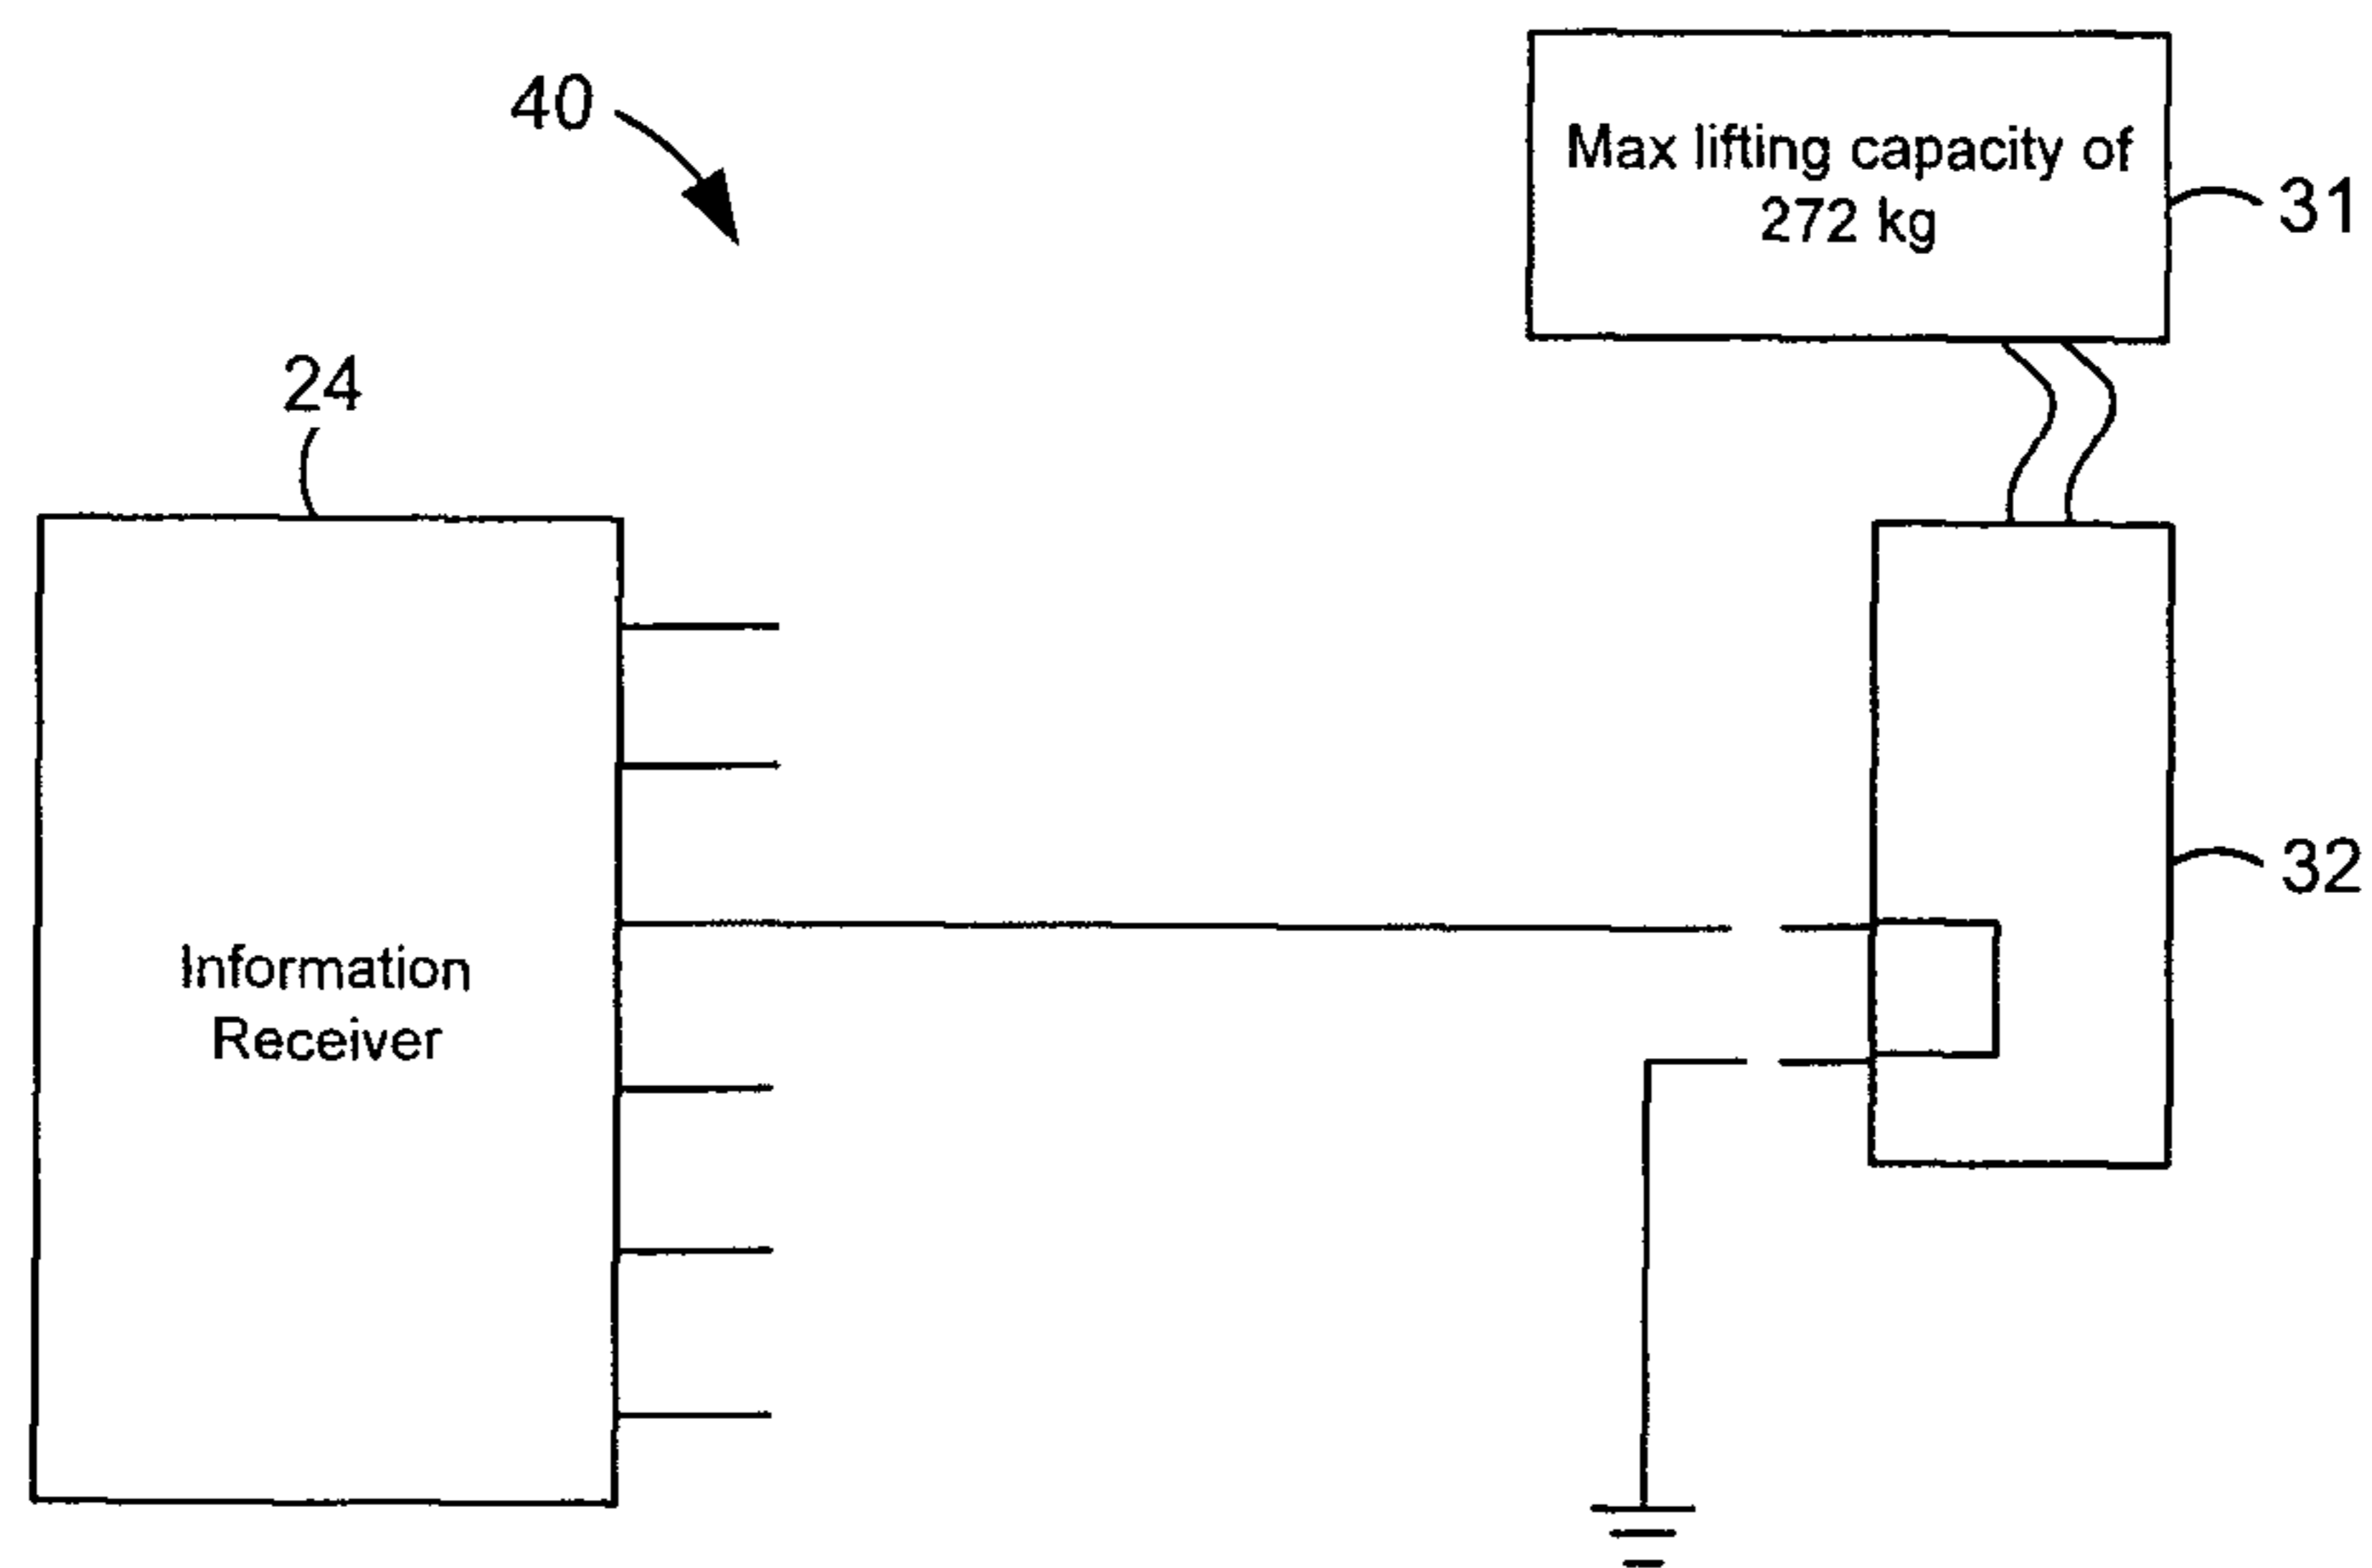 40
Max lifting capacity of
272 kg
31
24
32
Information
Receiver